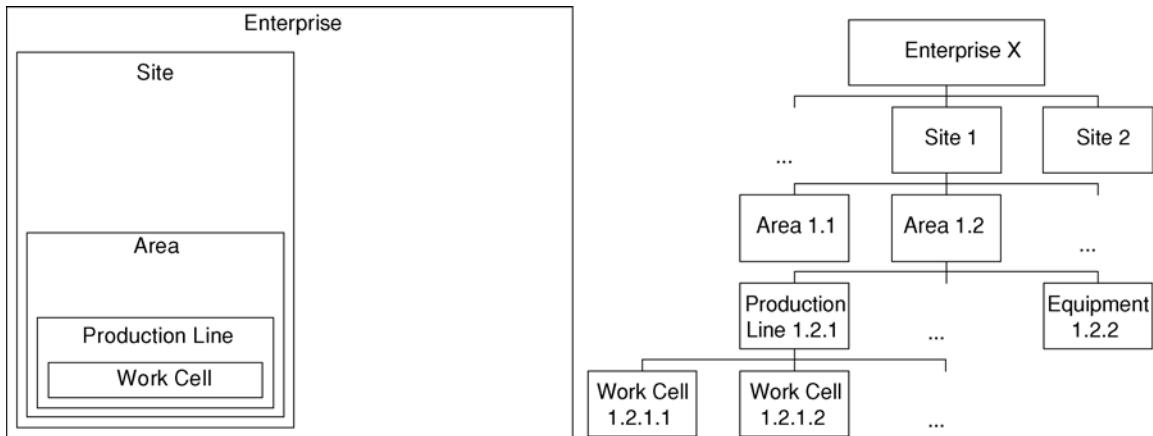 Enterprise
Site
Area
Production Line
Work Cell
Enterprise X
Site 1
Site 2
...
Area 1.1
Area 1.2
...
Production
Line 1.2.1
...
Equipment
1.2.2
Work Cell
1.2.1.1
Work Cell
1.2.1.2
...